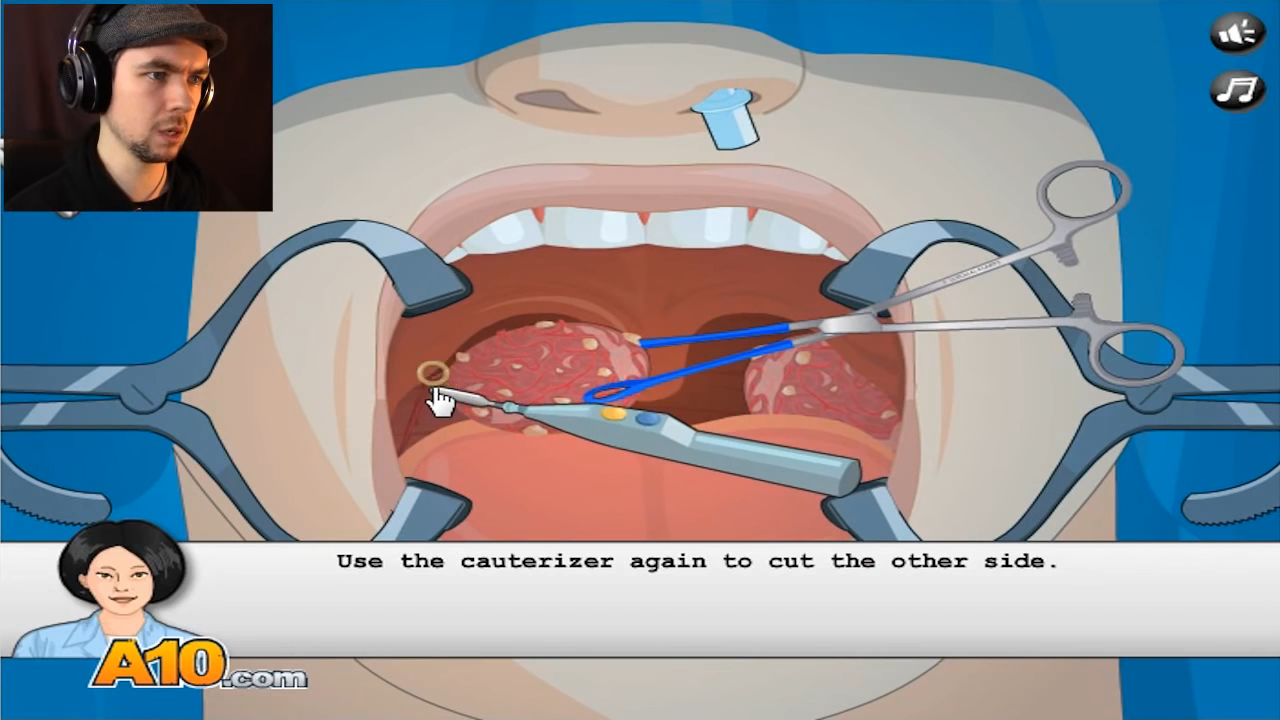 Use the cauterizer again to cut the other side.
A10.com